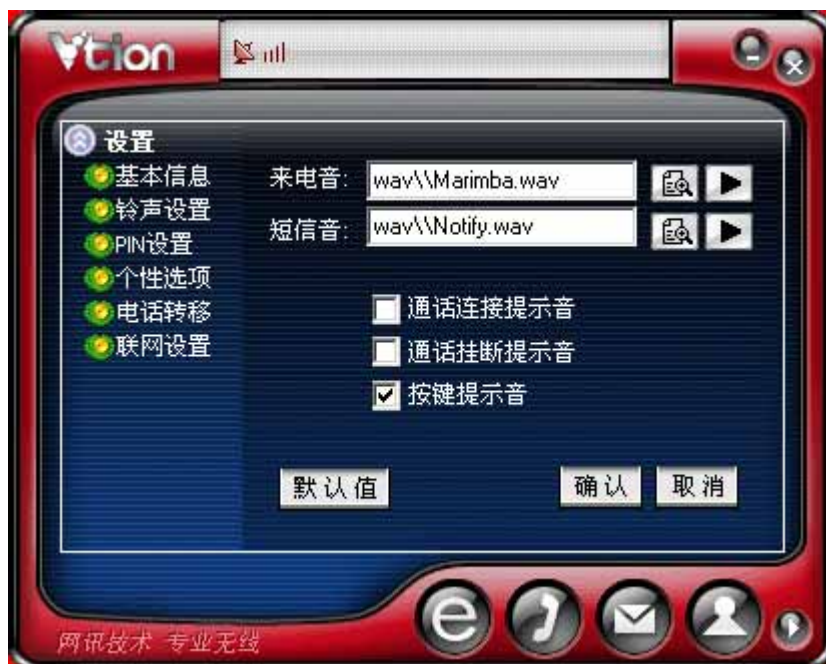 Vtion
设置
基本信息
铃声设置
PIN设置
个性选项
电话转移
联网设置
来电音: wav\\Marimba.wav
短信音: wav\\Notify.wav
通话连接提示音
通话挂断提示音
按键提示音
默认值 确认 取消
网讯技术 专业无线